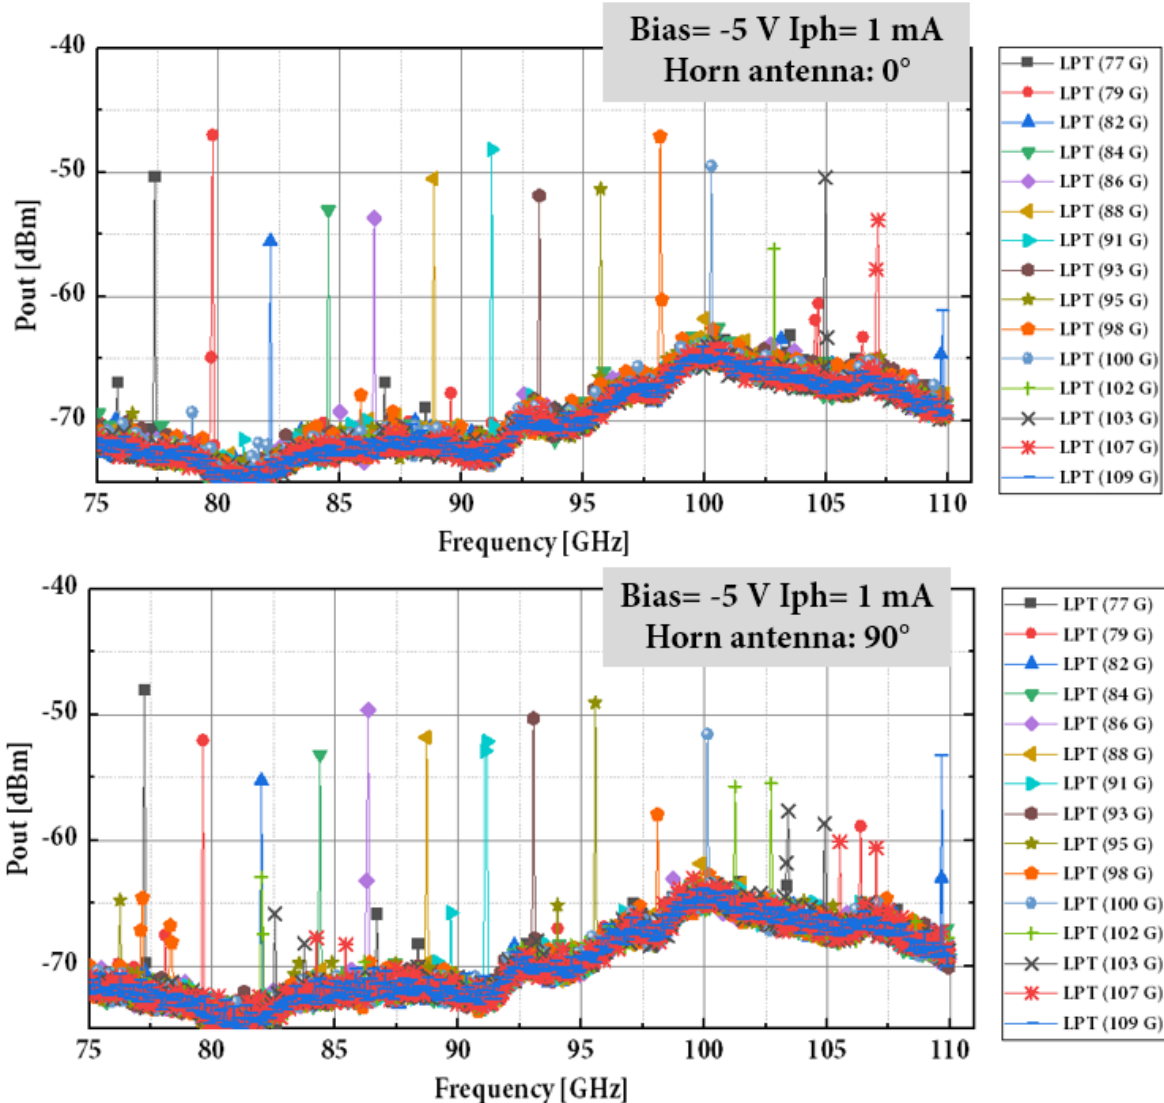 Bias= -5 V Iph= 1 mA
Horn antenna: 0°
-40
-50
-60
-70
Pout [dBm]
75
80
85
90
95
100
105
110
Frequency [GHz]
LPT (77 G)
LPT (79 G)
LPT (82 G)
LPT (84 G)
LPT (86 G)
LPT (88 G)
LPT (91 G)
LPT (93 G)
LPT (95 G)
LPT (98 G)
LPT (100 G)
LPT (102 G)
LPT (103 G)
LPT (107 G)
LPT (109 G)
Bias= -5 V Iph= 1 mA
Horn antenna: 90°
-40
-50
-60
-70
Pout [dBm]
75
80
85
90
95
100
105
110
Frequency [GHz]
LPT (77 G)
LPT (79 G)
LPT (82 G)
LPT (84 G)
LPT (86 G)
LPT (88 G)
LPT (91 G)
LPT (93 G)
LPT (95 G)
LPT (98 G)
LPT (100 G)
LPT (102 G)
LPT (103 G)
LPT (107 G)
LPT (109 G)